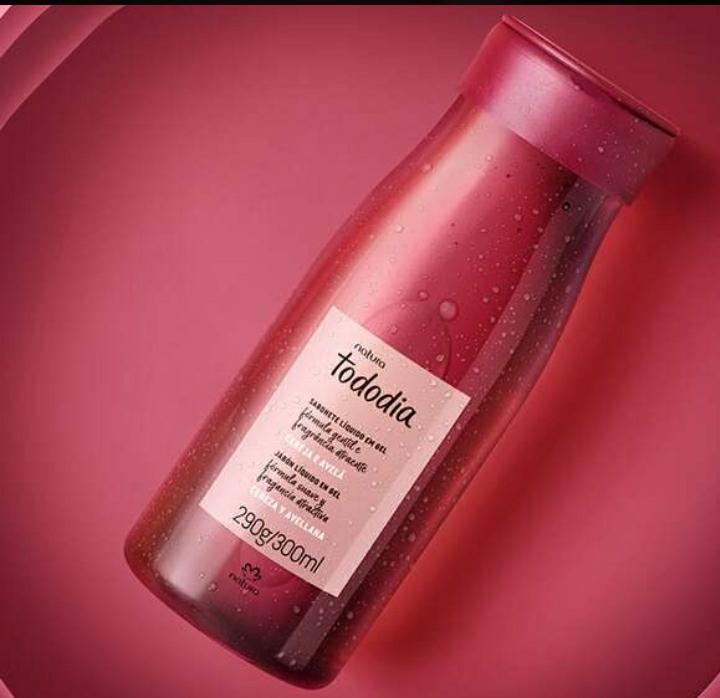 natura
tododia
SABONETE LÍQUIDO EM GEL
fórmula gentil e
fragrância atraente
CEREJA E AVELÃ
JABÓN LÍQUIDO EN GEL
fórmula suave y
fragancia atractiva
CEREZA Y AVELLANA
290g/300ml
natura